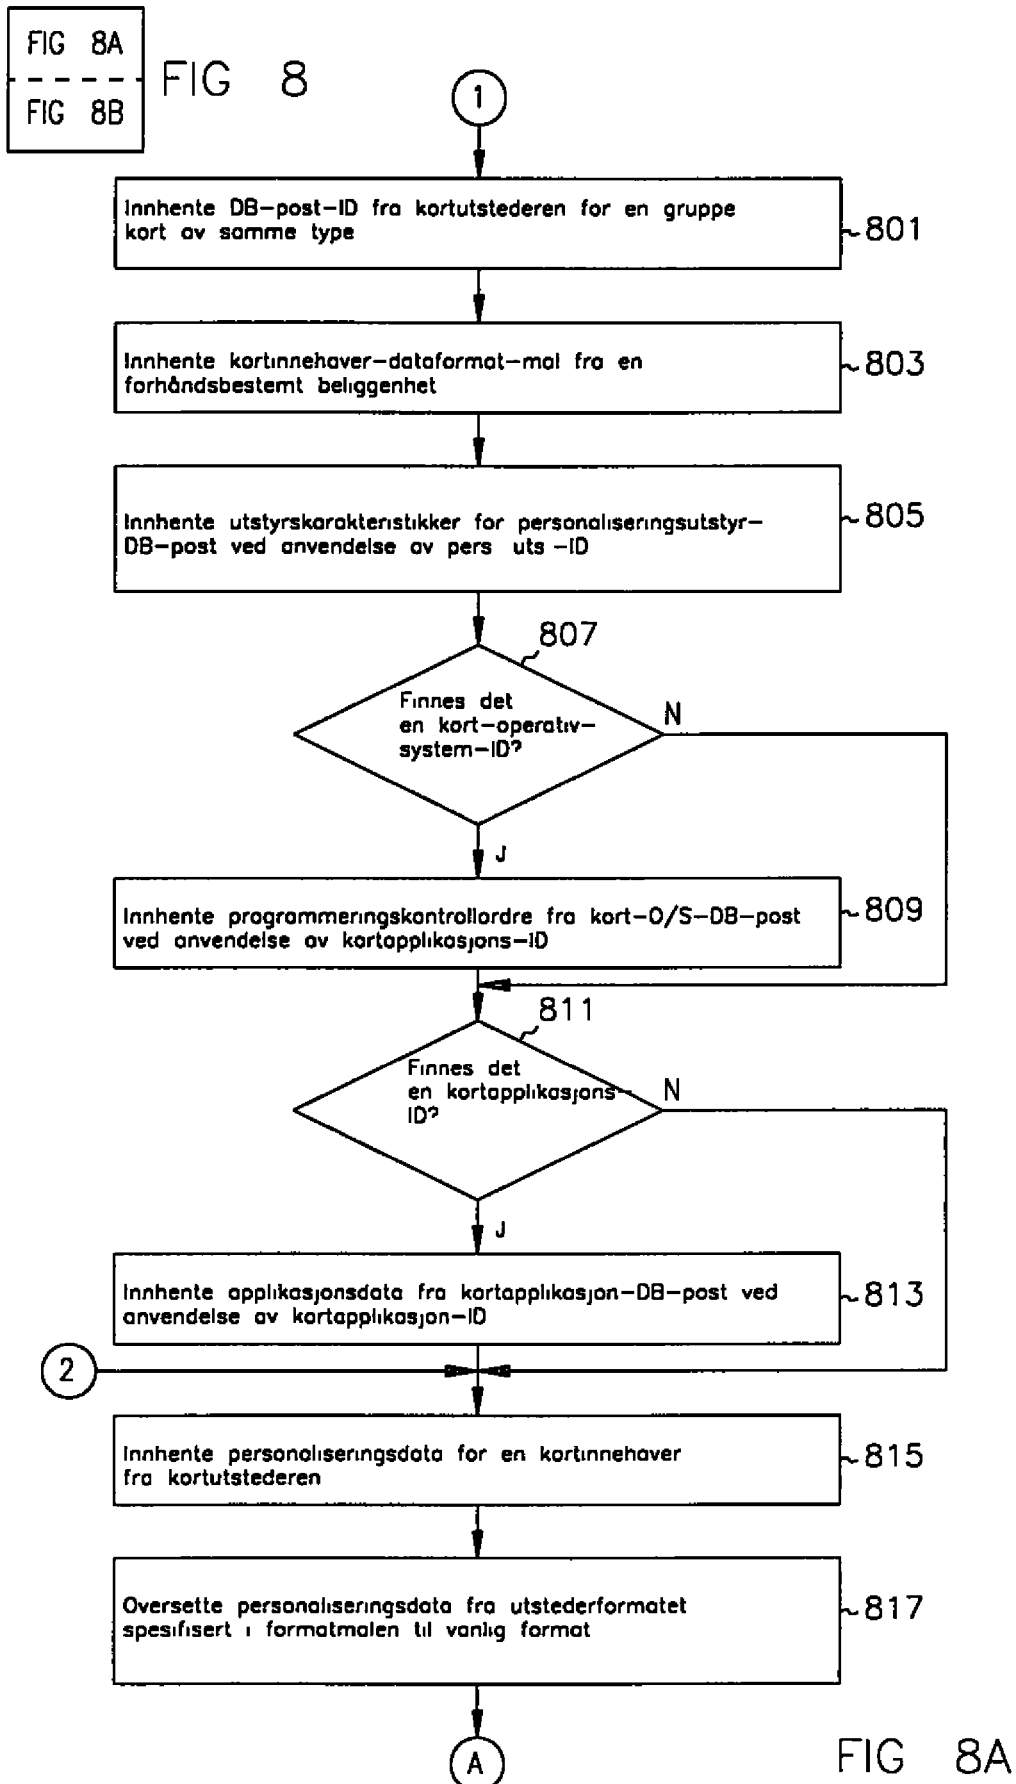 FIG 8A
FIG 8B
FIG 8
1
Innhente DB-post-ID fra kortutstederen for en gruppe
kort av samme type
801
Innhente kortinnehaver-dataformat-mal fra en
forhåndsbestemt beliggenhet
803
Innhente utstyrskarakteristikker for personaliseringsutstyr-
DB-post ved anvendelse av pers uts -ID
805
807
Finnes det
en kort-operativ-
system-ID?
N
J
Innhente programmeringskontrollordre fra kort-O/S-DB-post
ved anvendelse av kortapplikasjons-ID
809
811
Finnes det
en kortapplikasjons-
ID?
N
J
Innhente applikasjonsdata fra kortapplikasjon-DB-post ved
anvendelse av kortapplikasjon-ID
813
2
Innhente personaliseringsdata for en kortinnehaver
fra kortutstederen
815
Oversette personaliseringsdata fra utstederformatet
spesifisert i formatmalen til vanlig format
817
A
FIG 8A